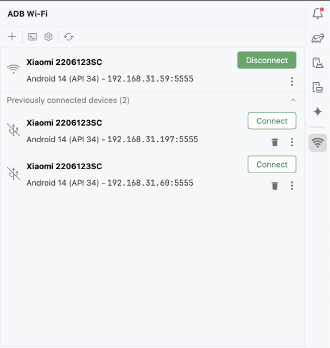 ADB Wi-Fi
Xiaomi 2206123SC
Disconnect
Android 14 (API 34) - 192.168.31.59:5555
Previously connected devices (2)
Xiaomi 2206123SC
Connect
Android 14 (API 34) - 192.168.31.197:5555
Xiaomi 2206123SC
Connect
Android 14 (API 34) - 192.168.31.60:5555